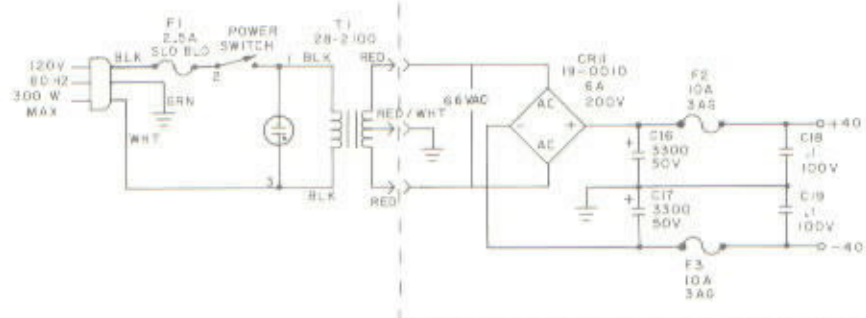 120V
60 HZ
300 W
MAX
BLK
F1
2.5A
SLO BLO
POWER
SWITCH
2
1
BLK
T1
28-2100
RED
GRN
WHT
3
BLK
RED/WHT
RED
66VAC
CR11
19-0010
6A
200V
AC
- +
AC
F2
10A
3AG
+ C16
3300
50V
+ C17
3300
50V
C18
.1
100V
C19
.1
100V
+40
-40
F3
10A
3AG